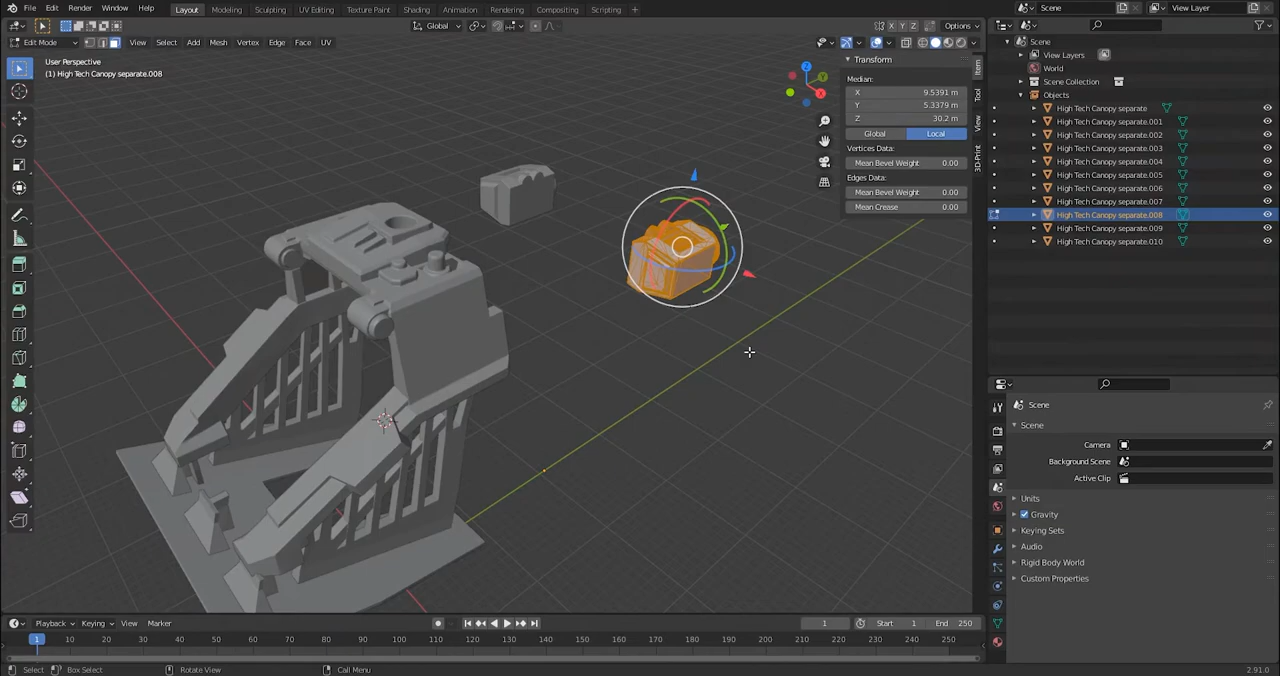 File Edit Render Window Help Layout Modeling Sculpting UV Editing Texture Paint Shading Animation Rendering Compositing Scripting + Scene View Layer
Global X Y Z Options
Edit Mode View Select Add Mesh Vertex Edge Face UV
User Perspective
(1) High Tech Canopy separate.008
Transform
Median:
X 9.5391 m
Y 5.3379 m
Z 30.2 m
Global Local
Vertices Data:
Mean Bevel Weight 0.00
Edges Data:
Mean Bevel Weight 0.00
Mean Crease 0.00
Item
Tool
View
3D-Print
X
Y
Z
Scene
View Layers
World
Scene Collection
Objects
High Tech Canopy separate
High Tech Canopy separate.001
High Tech Canopy separate.002
High Tech Canopy separate.003
High Tech Canopy separate.004
High Tech Canopy separate.005
High Tech Canopy separate.006
High Tech Canopy separate.007
High Tech Canopy separate.008
High Tech Canopy separate.009
High Tech Canopy separate.010
Scene
Scene
Camera
Background Scene
Active Clip
Units
Gravity
Keying Sets
Audio
Rigid Body World
Custom Properties
Playback Keying View Marker 1 Start 1 End 250
1 10 20 30 40 50 60 70 80 90 100 110 120 130 140 150 160 170 180 190 200 210 220 230 240 250
Select Box Select Rotate View Call Menu 2.91.0